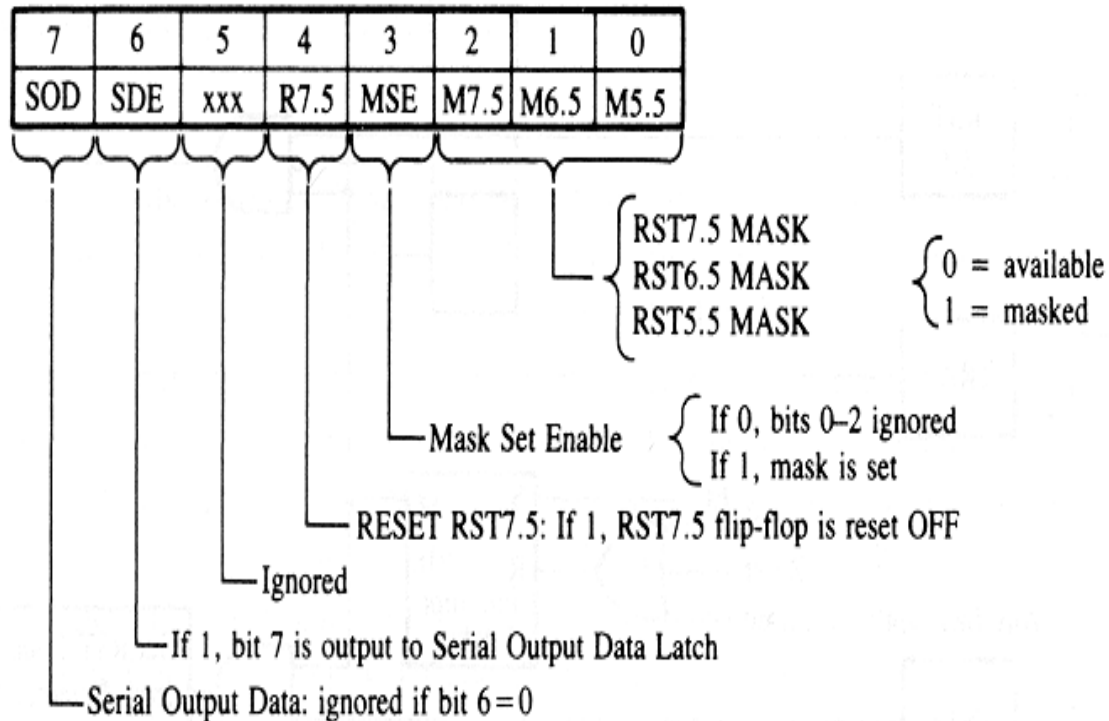 7 6 5 4 3 2 1 0
SOD SDE xxx R7.5 MSE M7.5 M6.5 M5.5
RST7.5 MASK
RST6.5 MASK
RST5.5 MASK
0 = available
1 = masked
Mask Set Enable
If 0, bits 0–2 ignored
If 1, mask is set
RESET RST7.5: If 1, RST7.5 flip-flop is reset OFF
Ignored
If 1, bit 7 is output to Serial Output Data Latch
Serial Output Data: ignored if bit 6=0